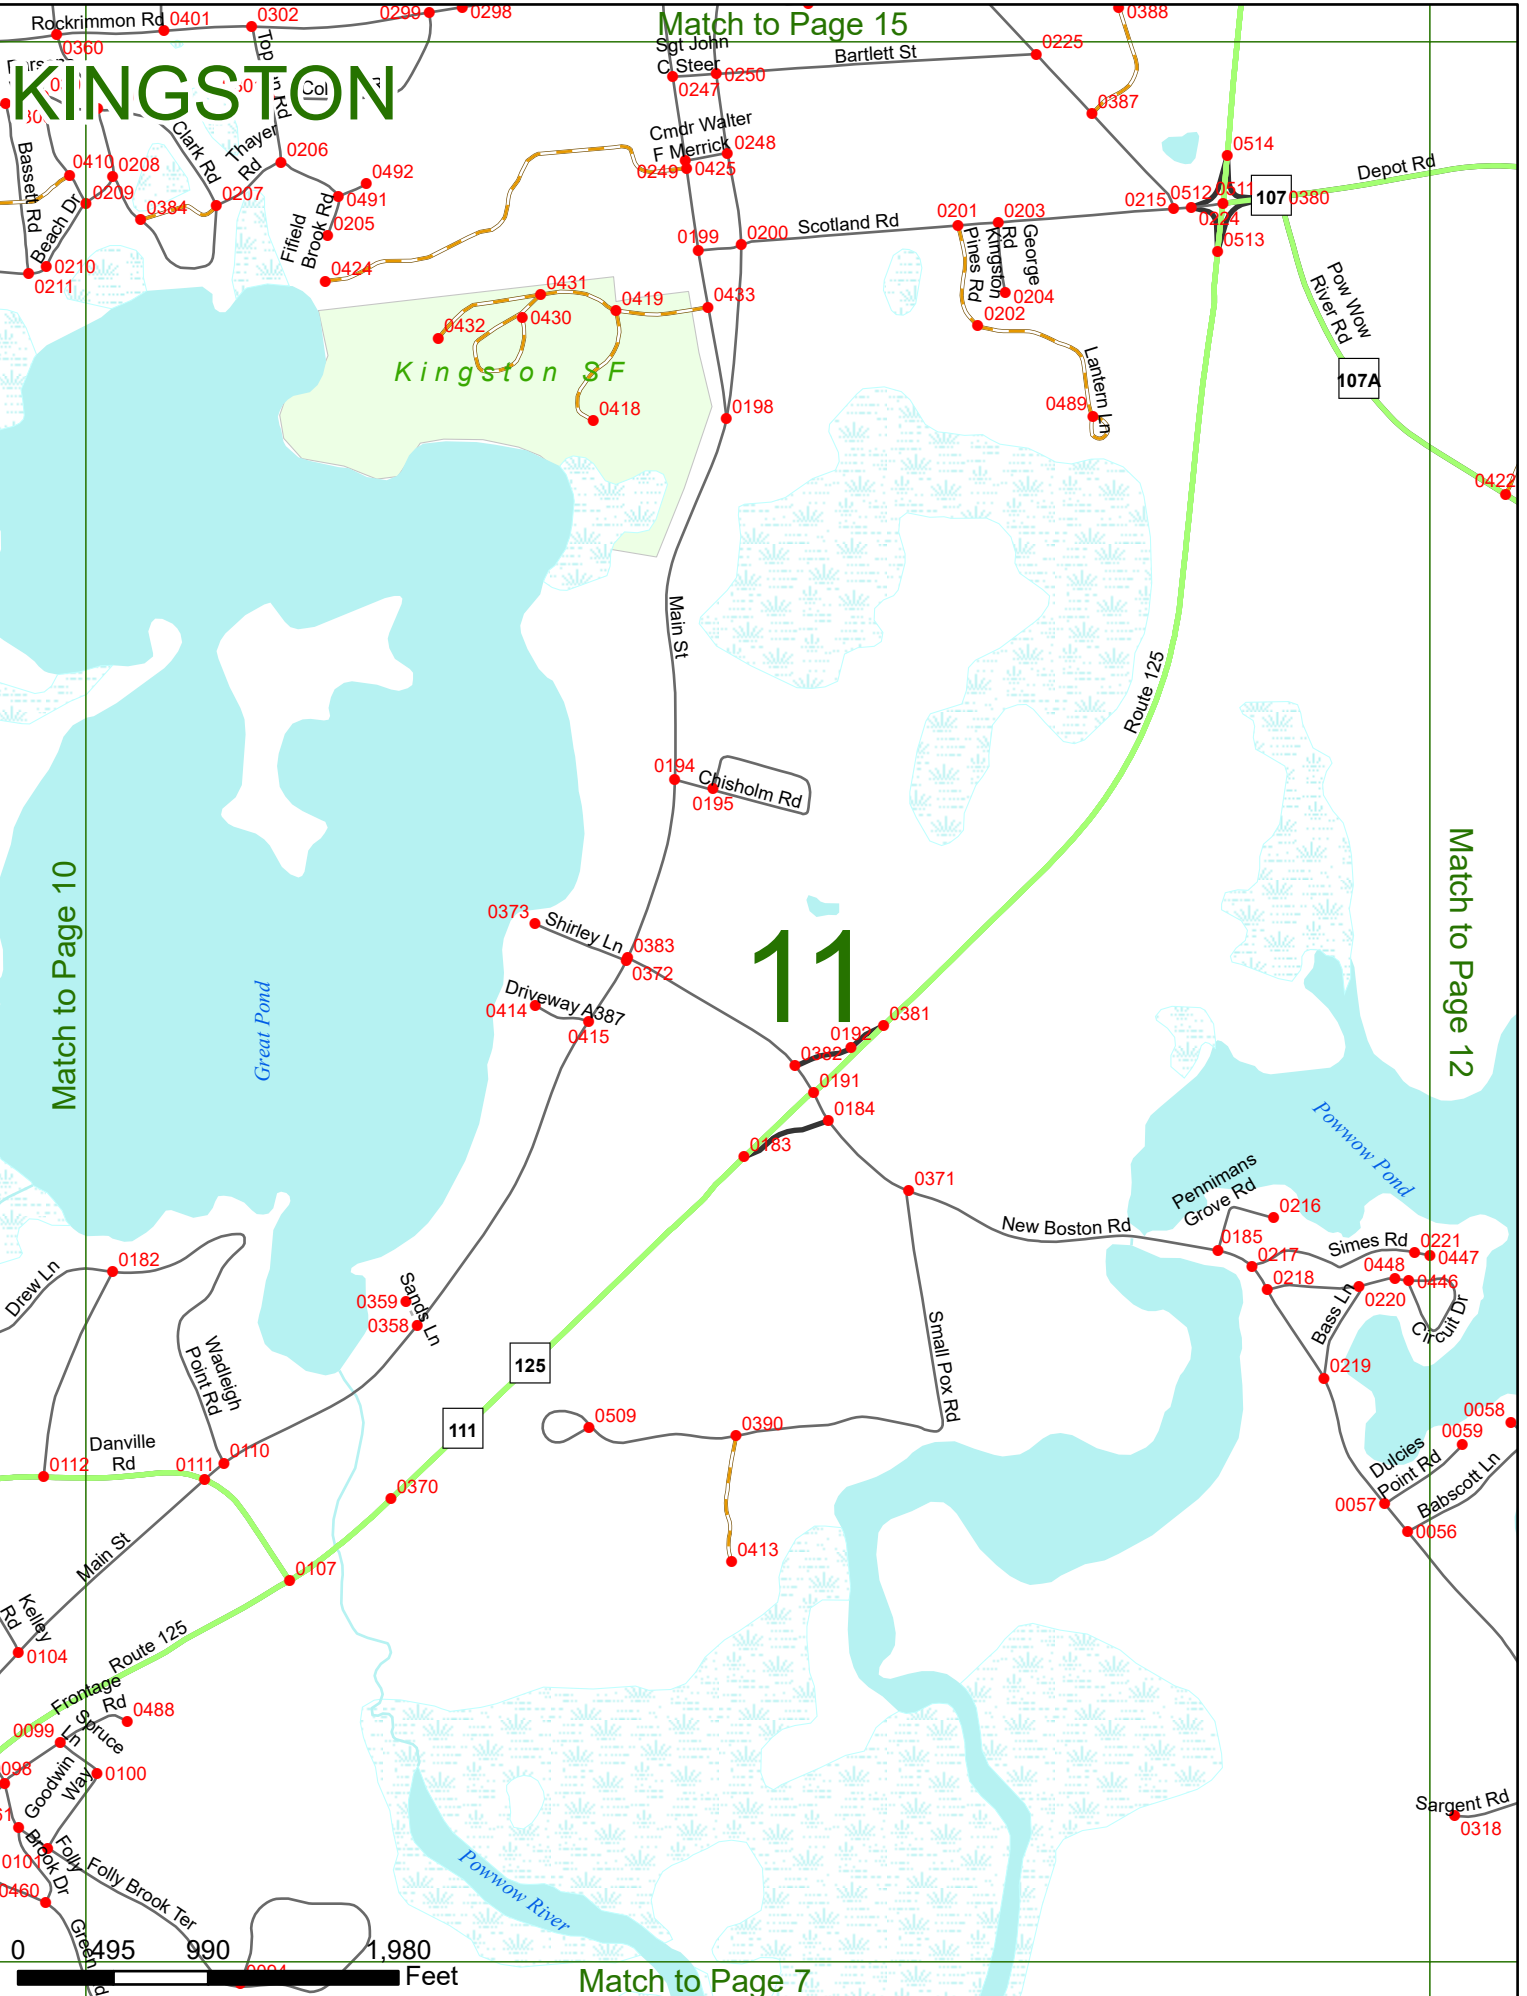 Match to Page 15
Rockrimmon Rd
0401
0302
0299
0298
0388
0360
KINGSTON
Sgt John
C Steer
0247
0250
Bartlett St
0225
0387
Cmdr Walter
F Merrick
0248
0249
0425
Bassett Rd
0410
0208
0209
Clark Rd
Thayer
Rd
0206
0492
0491
0384
0207
Beach Dr
Fifield
Brook Rd
0205
0210
0211
0424
0514
Depot Rd
0215
0512
0511
107
0380
0224
0513
0201
0203
0199
0200
Scotland Rd
Pines Rd
Kingston
Rd
George
0204
0202
Pow Wow
River Rd
107A
0422
0431
0419
0433
0432
0430
Kingston SF
0418
0198
Lantern Ln
0489
Main St
Route 125
0194
Chisholm Rd
0195
Match to Page 10
Match to Page 12
11
0373
Shirley Ln
0383
0372
Driveway A387
0414
0415
Great Pond
0381
0192
0382
0191
0184
0183
0371
New Boston Rd
Powwow Pond
Pennimans
Grove Rd
0216
0185
0217
Simes Rd
0221
0447
0218
0448
0446
0220
Bass Ln
Circuit Dr
0219
Drew Ln
0182
Wadleigh
Point Rd
0359
0358
Sands Ln
125
111
Small Pox Rd
0509
0390
0413
0058
0059
Dulcies
Point Rd
Babscott Ln
0057
0056
Danville
Rd
0112
0111
0110
0370
0107
Main St
Kelley
Rd
0104
Route 125
Frontage
Rd
0488
0099
Spruce
Ln
0100
Goodwin
Way
0101
Folly
Brook Dr
0460
Folly Brook Ter
Powwow River
Sargent Rd
0318
0 495 990 1,980
Feet
Match to Page 7